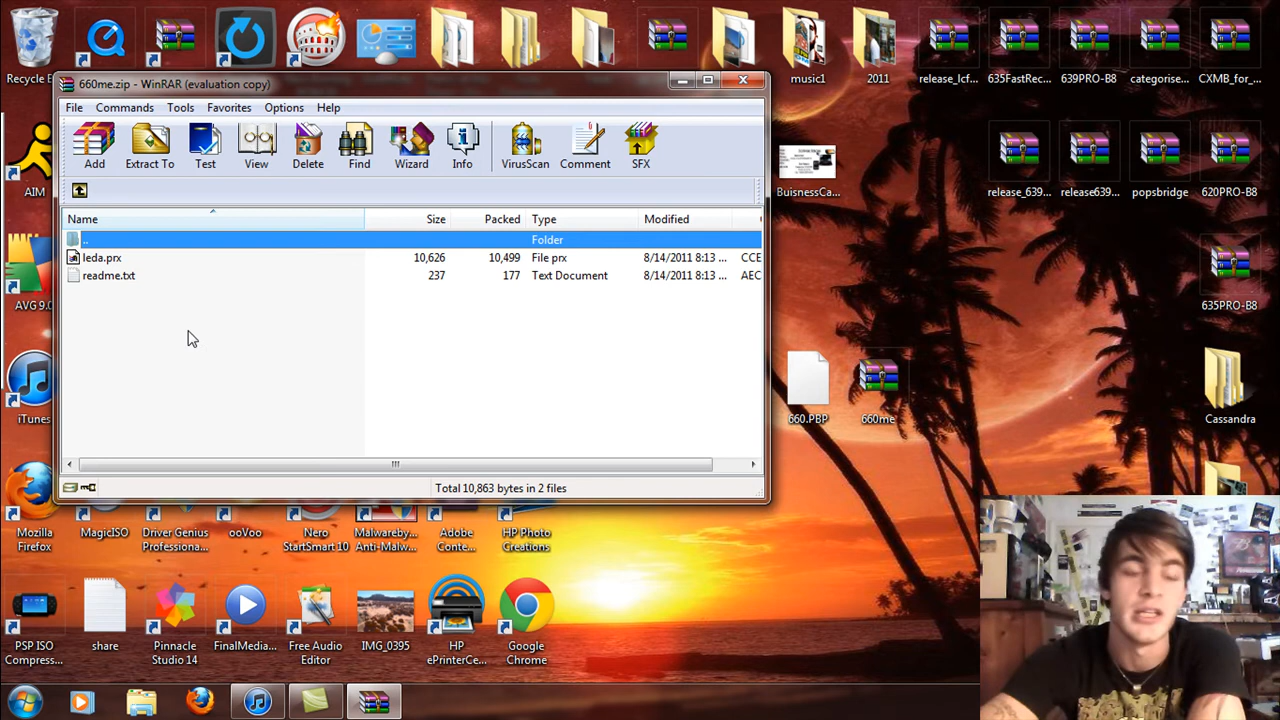 Recycle B
music1
2011
release_lcf...
635FastRec...
639PRO-B8
categorise...
CXMB_for_...
660me.zip - WinRAR (evaluation copy)
File Commands Tools Favorites Options Help
Add
Extract To
Test
View
Delete
Find
Wizard
Info
VirusScan
Comment
SFX
Name Size Packed Type Modified
.. Folder
leda.prx 10,626 10,499 File prx 8/14/2011 8:13 ... CCE
readme.txt 237 177 Text Document 8/14/2011 8:13 ... AEC
Total 10,863 bytes in 2 files
AIM
BuisnessCa...
release_639...
release639...
popsbridge
620PRO-B8
AVG 9.0
635PRO-B8
iTunes
660.PBP
660me
Cassandra
Mozilla
Firefox
MagicISO
Driver Genius
Professiona...
ooVoo
Nero
StartSmart 10
Malwareby...
Anti-Malw...
Adobe
Conte...
HP Photo
Creations
PSP ISO
Compress...
share
Pinnacle
Studio 14
FinalMedia...
Free Audio
Editor
IMG_0395
HP
ePrinterCe...
Google
Chrome